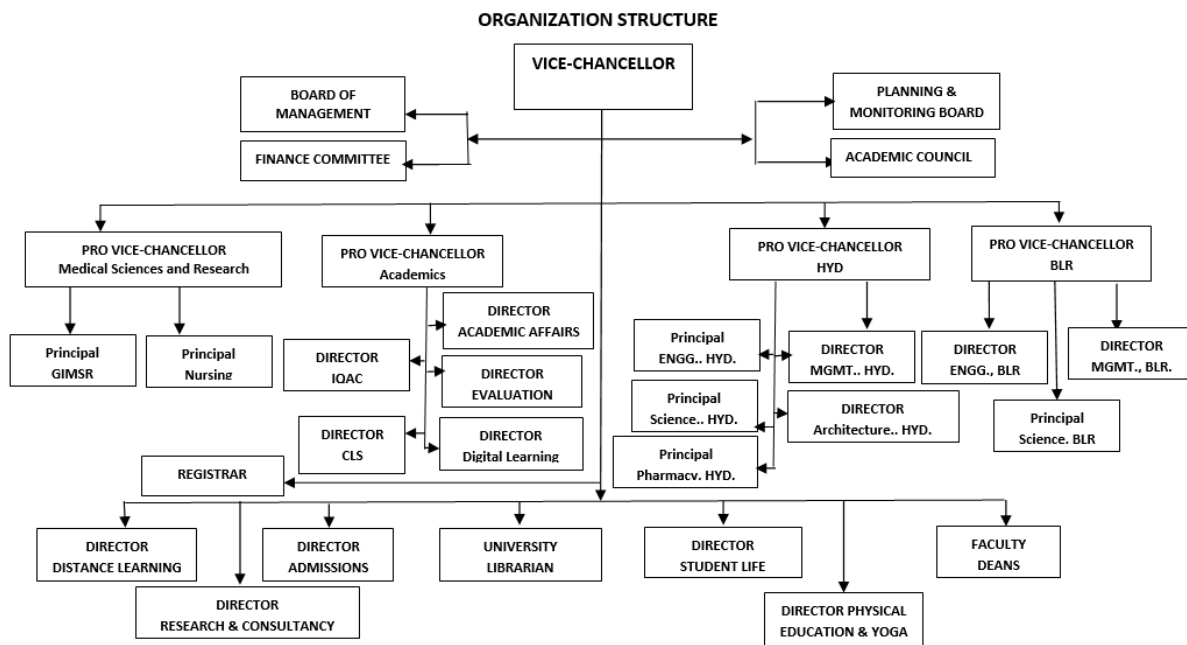 ORGANIZATION STRUCTURE
VICE-CHANCELLOR
BOARD OF
MANAGEMENT
FINANCE COMMITTEE
PLANNING &
MONITORING BOARD
ACADEMIC COUNCIL
PRO VICE-CHANCELLOR
Medical Sciences and Research
PRO VICE-CHANCELLOR
Academics
PRO VICE-CHANCELLOR
HYD
PRO VICE-CHANCELLOR
BLR
Principal
GIMSR
Principal
Nursing
DIRECTOR
ACADEMIC AFFAIRS
DIRECTOR
IQAC
DIRECTOR
EVALUATION
DIRECTOR
CLS
DIRECTOR
Digital Learning
Principal
ENGG.. HYD.
DIRECTOR
MGMT.. HYD.
Principal
Science.. HYD.
DIRECTOR
Architecture.. HYD.
Principal
Pharmacy. HYD.
DIRECTOR
ENGG., BLR
DIRECTOR
MGMT., BLR.
Principal
Science. BLR
REGISTRAR
DIRECTOR
DISTANCE LEARNING
DIRECTOR
RESEARCH & CONSULTANCY
DIRECTOR
ADMISSIONS
UNIVERSITY
LIBRARIAN
DIRECTOR
STUDENT LIFE
DIRECTOR PHYSICAL
EDUCATION & YOGA
FACULTY
DEANS